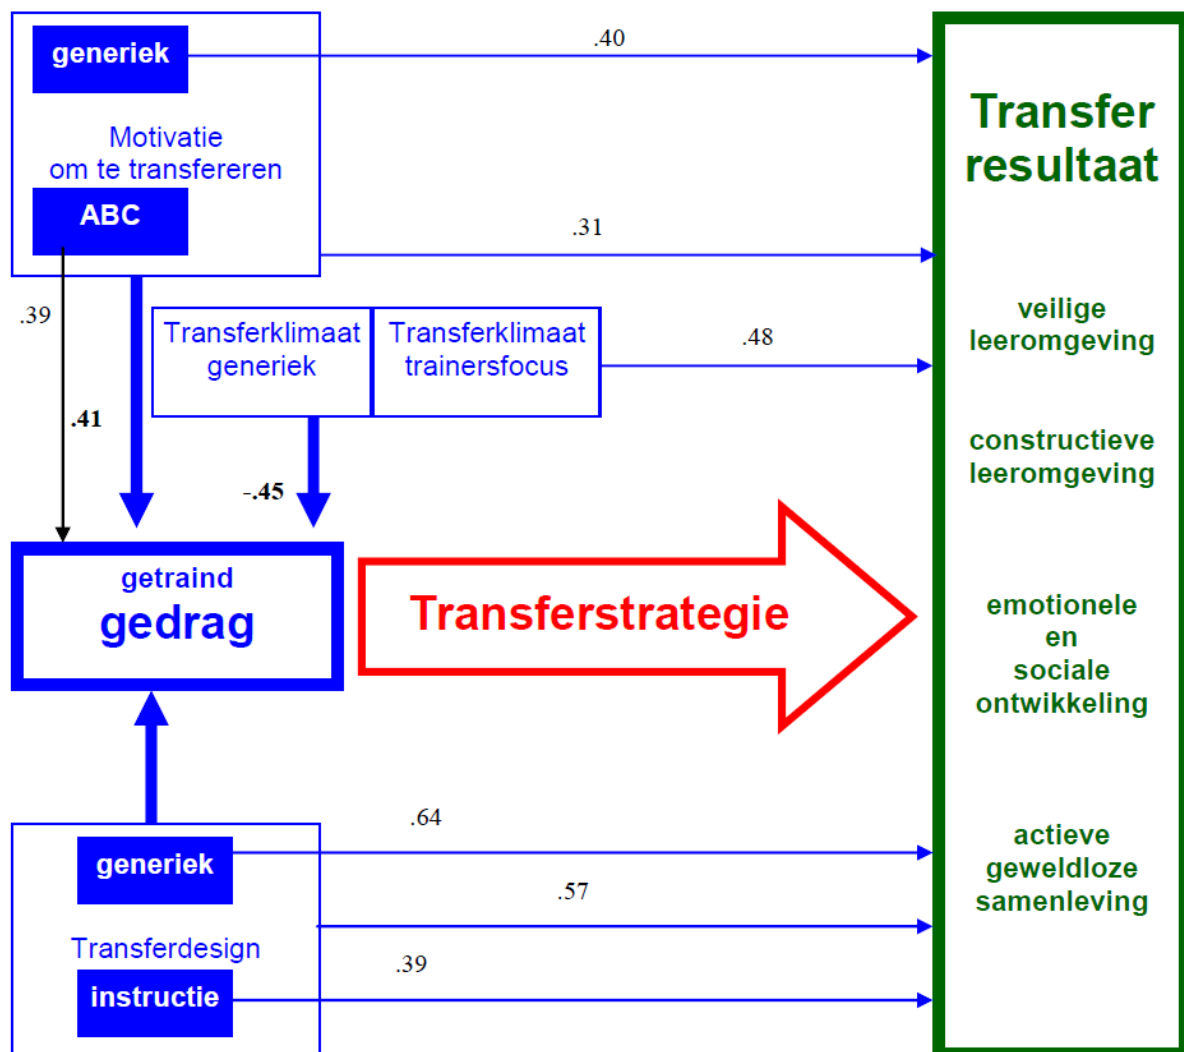 generiek
Motivatie
om te transfereren
ABC
.40
.31
.39
.41
Transferklimaat
generiek
Transferklimaat
trainersfocus
.48
-.45
getraind
gedrag
Transferstrategie
.64
generiek
.57
Transferdesign
.39
instructie
Transfer
resultaat
veilige
leeromgeving
constructieve
leeromgeving
emotionele
en
sociale
ontwikkeling
actieve
geweldloze
samenleving